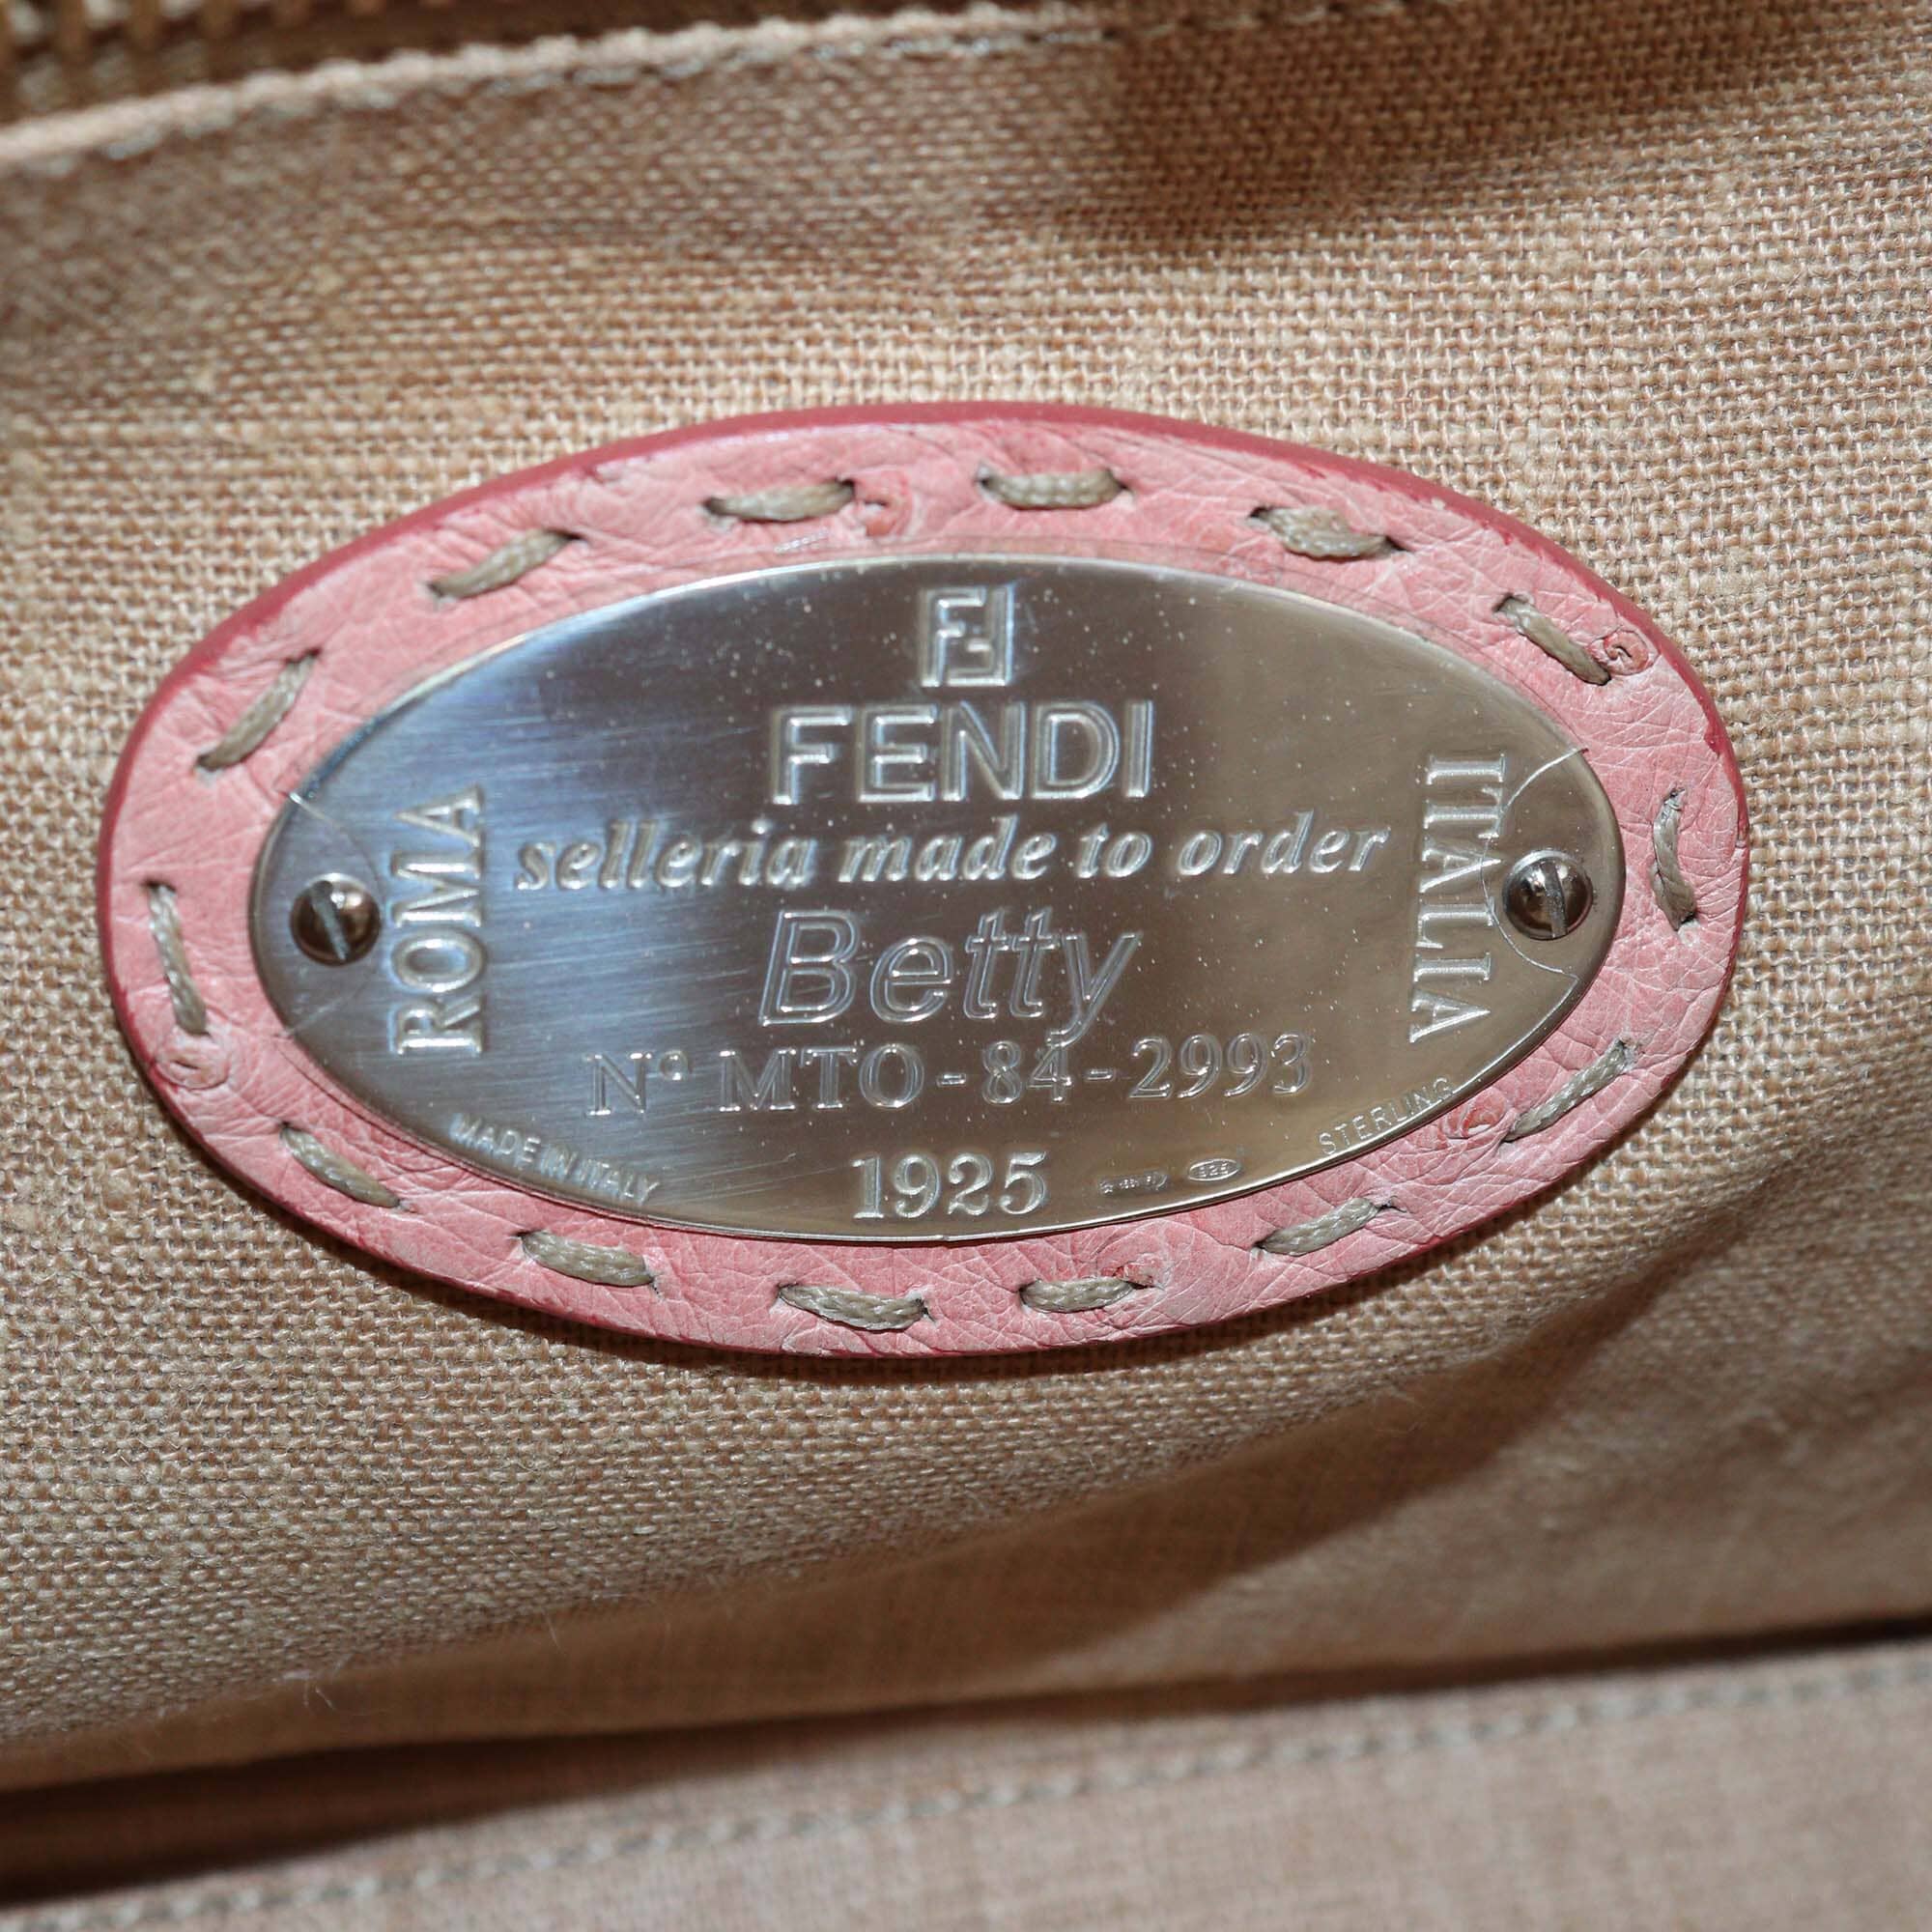 FENDI
selleria made to order
Betty
N° MTO-84-2993
1925
ROMA
ITALIA
MADE IN ITALY
STERLING
925